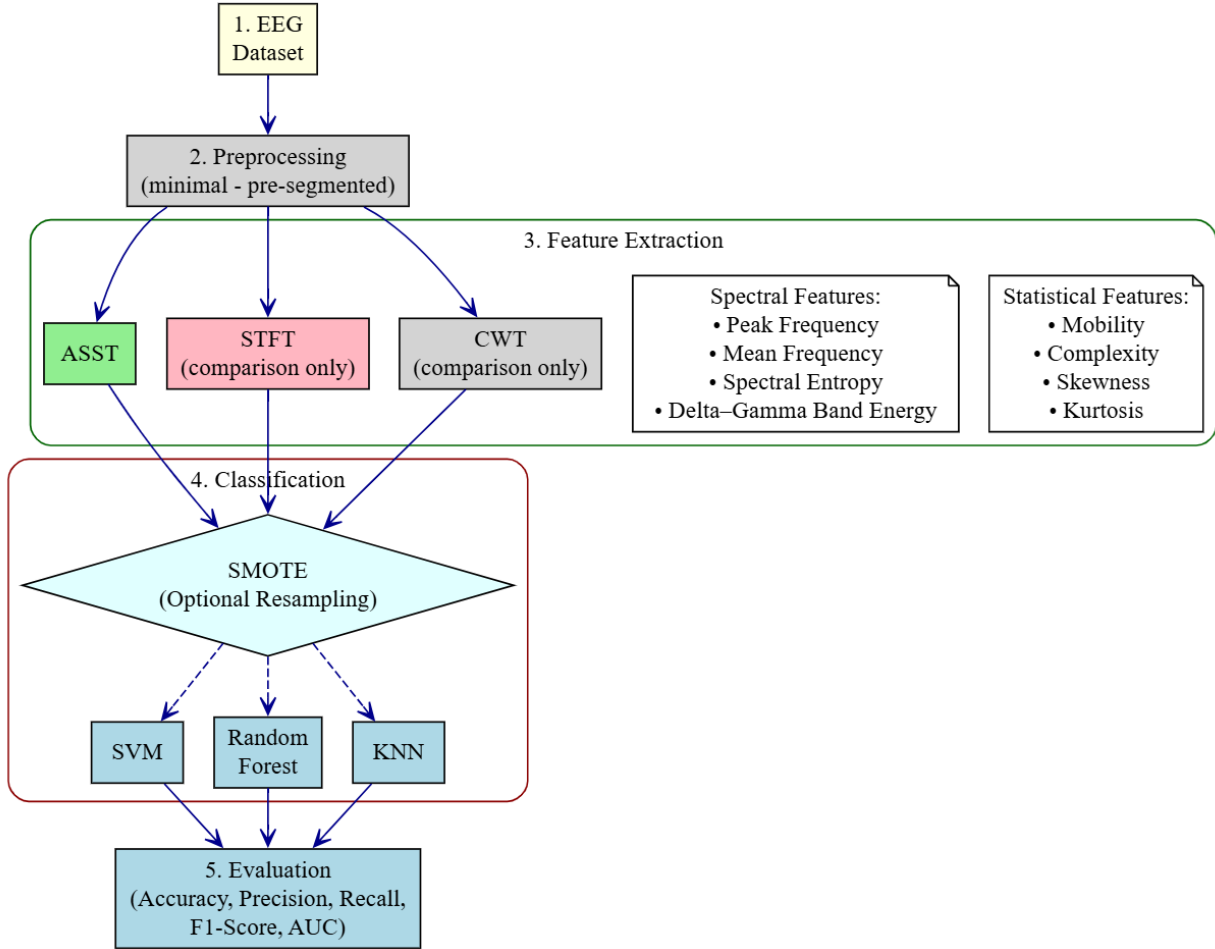 1. EEG
Dataset
2. Preprocessing
(minimal - pre-segmented)
3. Feature Extraction
ASST
STFT
(comparison only)
CWT
(comparison only)
Spectral Features:
• Peak Frequency
• Mean Frequency
• Spectral Entropy
• Delta–Gamma Band Energy
Statistical Features:
• Mobility
• Complexity
• Skewness
• Kurtosis
4. Classification
SMOTE
(Optional Resampling)
SVM
Random
Forest
KNN
5. Evaluation
(Accuracy, Precision, Recall,
F1-Score, AUC)